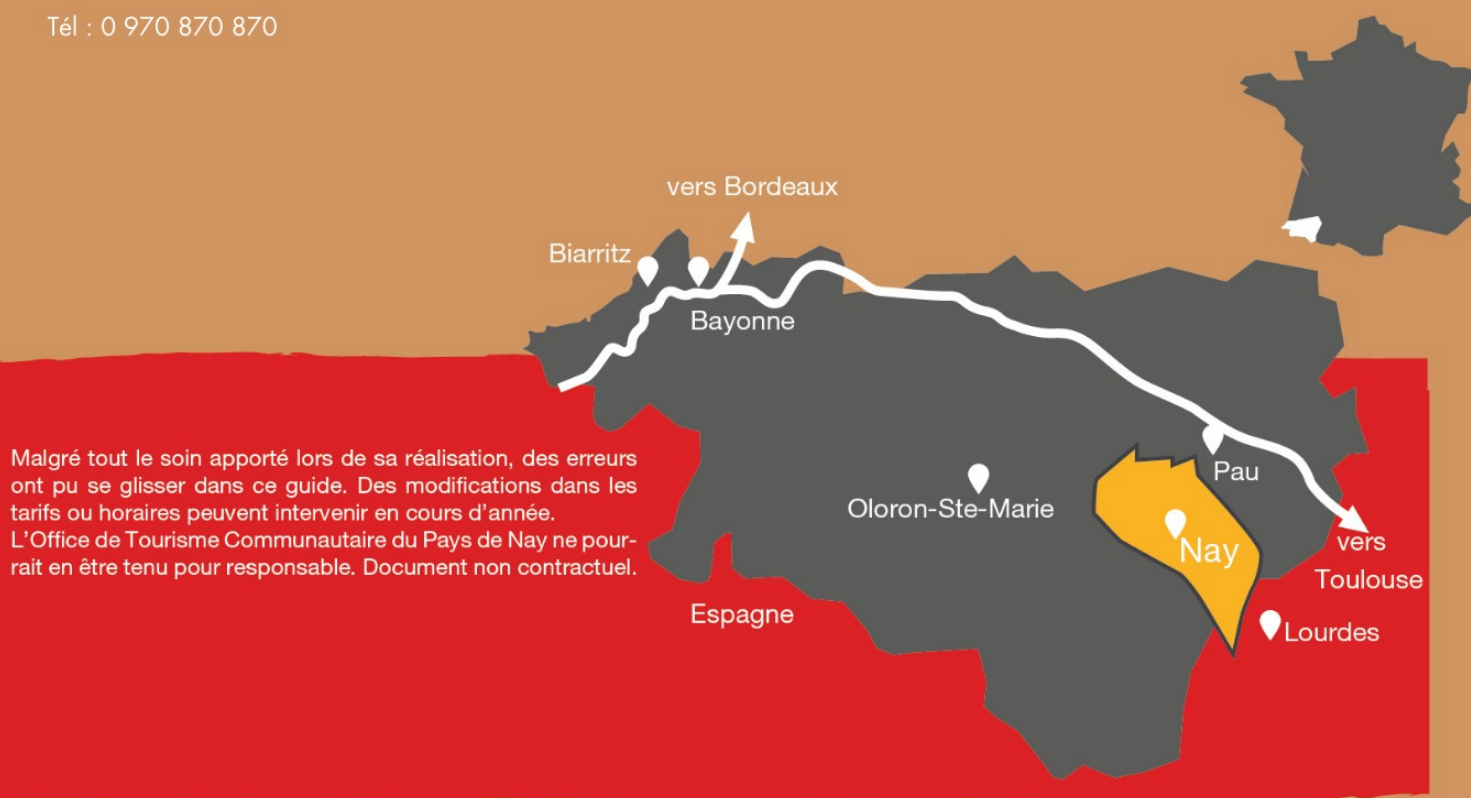 Tél : 0 970 870 870
vers Bordeaux
Biarritz
Bayonne
Malgré tout le soin apporté lors de sa réalisation, des erreurs
ont pu se glisser dans ce guide. Des modifications dans les
tarifs ou horaires peuvent intervenir en cours d’année.
L’Office de Tourisme Communautaire du Pays de Nay ne pour-
rait en être tenu pour responsable. Document non contractuel.
Pau
Oloron-Ste-Marie
Nay
vers
Toulouse
Espagne
Lourdes